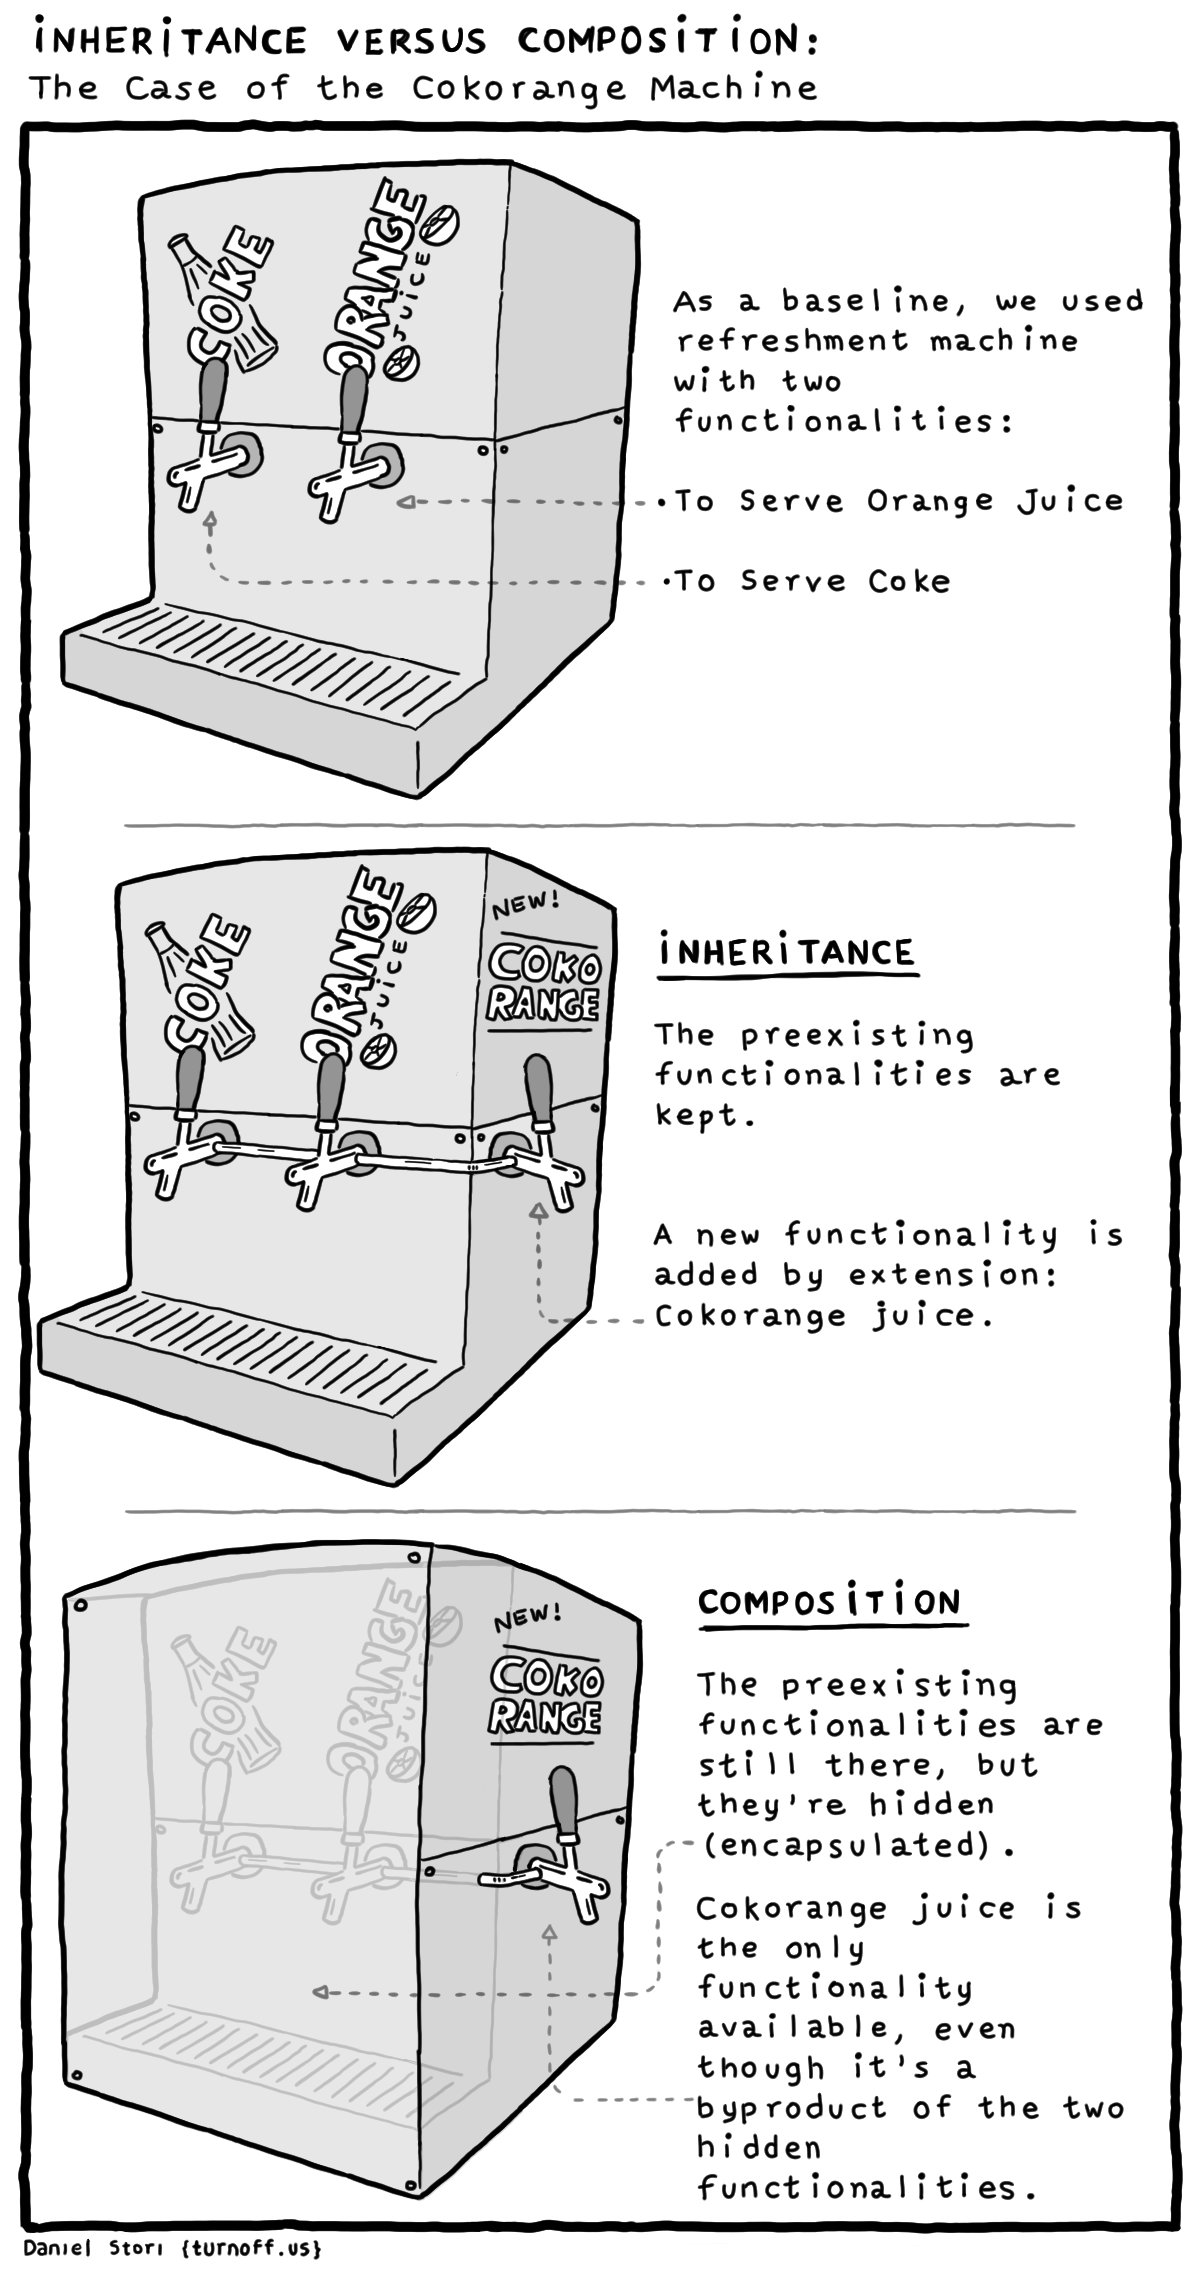 INHERITANCE VERSUS COMPOSITION:
The Case of the Cokorange Machine
COKE
ORANGE
JUICE
As a baseline, we used
refreshment machine
with two
functionalities:
•To Serve Orange Juice
•To Serve Coke
COKE
ORANGE
JUICE
NEW!
COKO
RANGE
INHERITANCE
The preexisting
functionalities are
kept.
A new functionality is
added by extension:
Cokorange juice.
COKE
ORANGE
JUICE
NEW!
COKO
RANGE
COMPOSITION
The preexisting
functionalities are
still there, but
they're hidden
(encapsulated).
Cokorange juice is
the only
functionality
available, even
though it's a
byproduct of the two
hidden
functionalities.
Daniel Stori {turnoff.us}